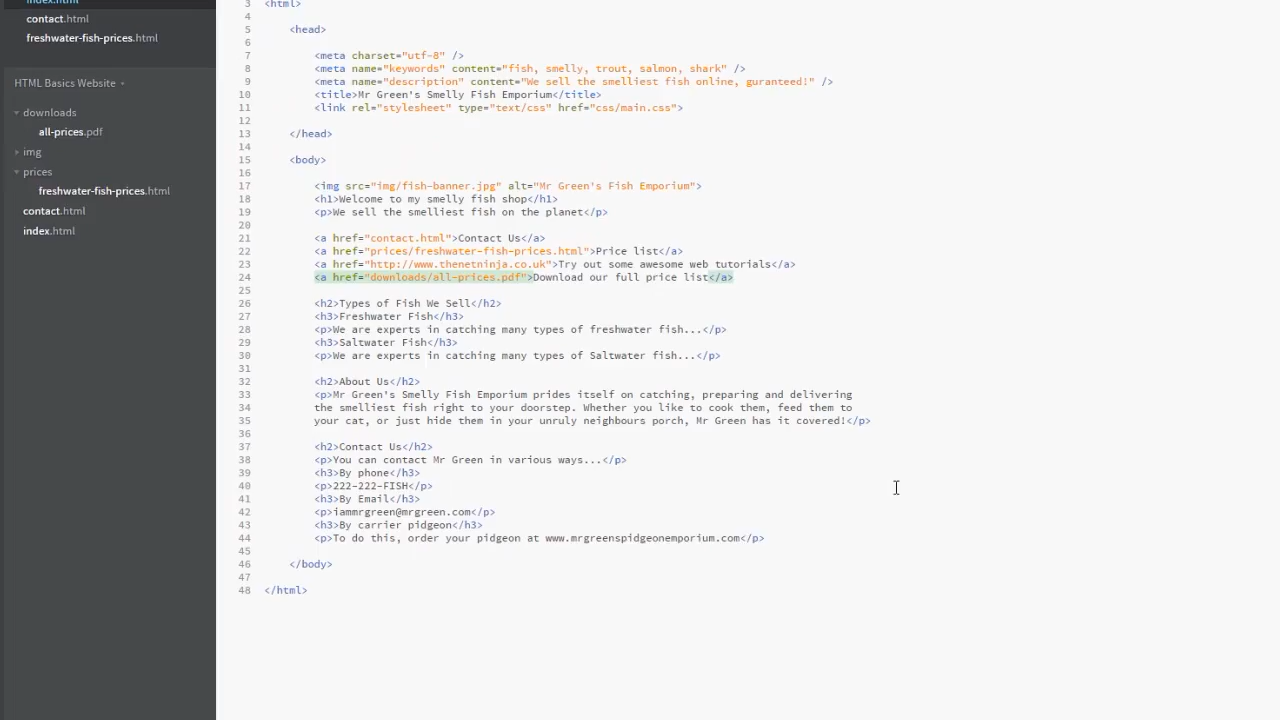 index.html
contact.html
freshwater-fish-prices.html
HTML Basics Website
downloads
all-prices.pdf
img
prices
freshwater-fish-prices.html
contact.html
index.html
3 <html>
4
5 <head>
6
7 <meta charset="utf-8" />
8 <meta name="keywords" content="fish, smelly, trout, salmon, shark" />
9 <meta name="description" content="We sell the smelliest fish online, guranteed!" />
10 <title>Mr Green's Smelly Fish Emporium</title>
11 <link rel="stylesheet" type="text/css" href="css/main.css">
12
13 </head>
14
15 <body>
16
17 <img src="img/fish-banner.jpg" alt="Mr Green's Fish Emporium">
18 <h1>Welcome to my smelly fish shop</h1>
19 <p>We sell the smelliest fish on the planet</p>
20
21 <a href="contact.html">Contact Us</a>
22 <a href="prices/freshwater-fish-prices.html">Price list</a>
23 <a href="http://www.thenetninja.co.uk">Try out some awesome web tutorials</a>
24 <a href="downloads/all-prices.pdf">Download our full price list</a>
25
26 <h2>Types of Fish We Sell</h2>
27 <h3>Freshwater Fish</h3>
28 <p>We are experts in catching many types of freshwater fish...</p>
29 <h3>Saltwater Fish</h3>
30 <p>We are experts in catching many types of Saltwater fish...</p>
31
32 <h2>About Us</h2>
33 <p>Mr Green's Smelly Fish Emporium prides itself on catching, preparing and delivering
34 the smelliest fish right to your doorstep. Whether you like to cook them, feed them to
35 your cat, or just hide them in your unruly neighbours porch, Mr Green has it covered!</p>
36
37 <h2>Contact Us</h2>
38 <p>You can contact Mr Green in various ways...</p>
39 <h3>By phone</h3>
40 <p>222-222-FISH</p>
41 <h3>By Email</h3>
42 <p>iammrgreen@mrgreen.com</p>
43 <h3>By carrier pidgeon</h3>
44 <p>To do this, order your pidgeon at www.mrgreenspidgeonemporium.com</p>
45
46 </body>
47
48 </html>